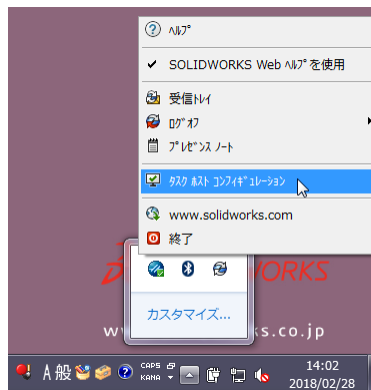 ﾍﾙﾌﾟ
SOLIDWORKS Web ﾍﾙﾌﾟを使用
受信ﾄﾚｲ
ﾛｸﾞｵﾌ
ﾌﾟﾚｾﾞﾝｽ ﾉｰﾄ
ﾀｽｸ ﾎｽﾄ ｺﾝﾌｨｷﾞｭﾚｰｼｮﾝ
www.solidworks.com
終了
ORKS
カスタマイズ...
w
ks.co.jp
A 般
CAPS
KANA
14:02
2018/02/28